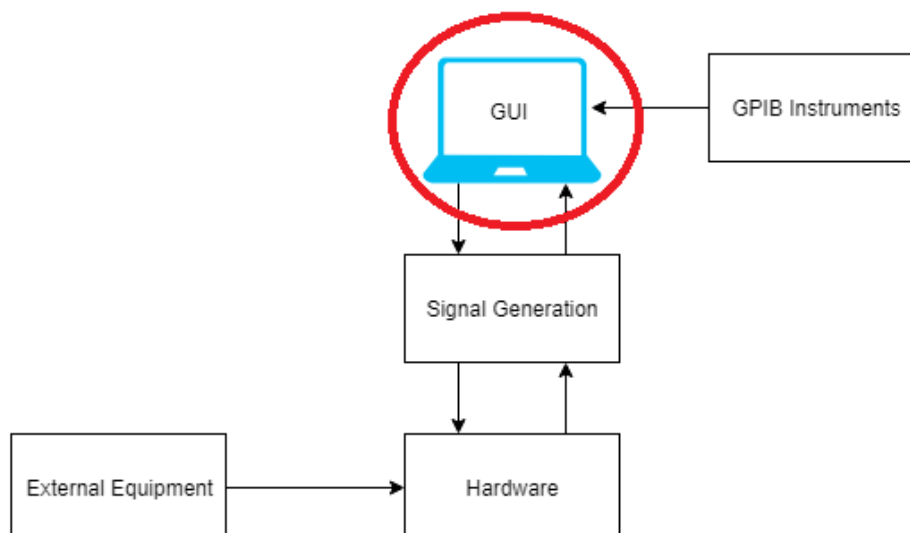 GUI
GPIB Instruments
Signal Generation
External Equipment
Hardware